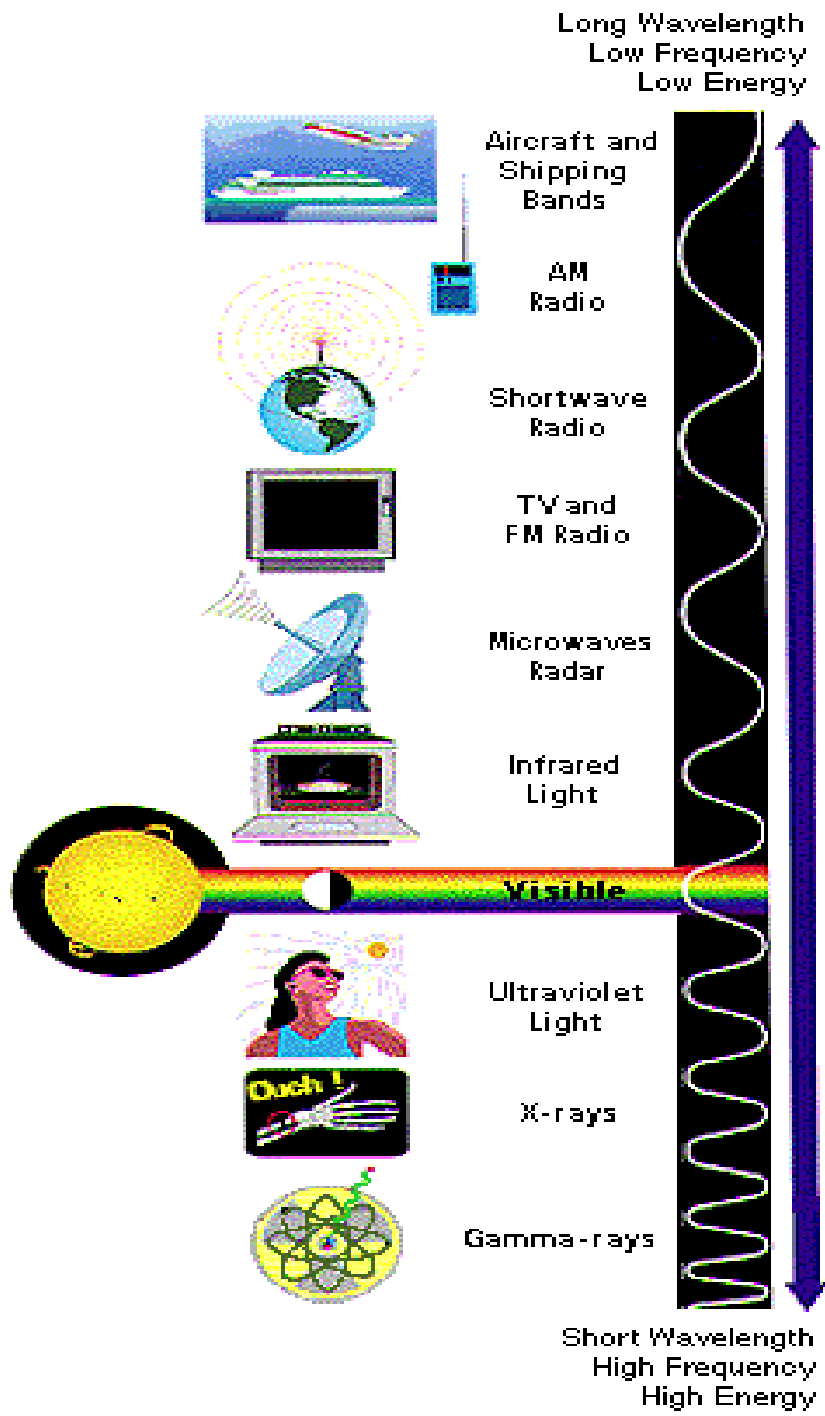 Long Wavelength
Low Frequency
Low Energy
Aircraft and
Shipping
Bands
AM
Radio
Shortwave
Radio
TV and
FM Radio
Microwaves
Radar
Infrared
Light
Visible
Ultraviolet
Light
Ouch !
X-rays
Gamma-rays
Short Wavelength
High Frequency
High Energy